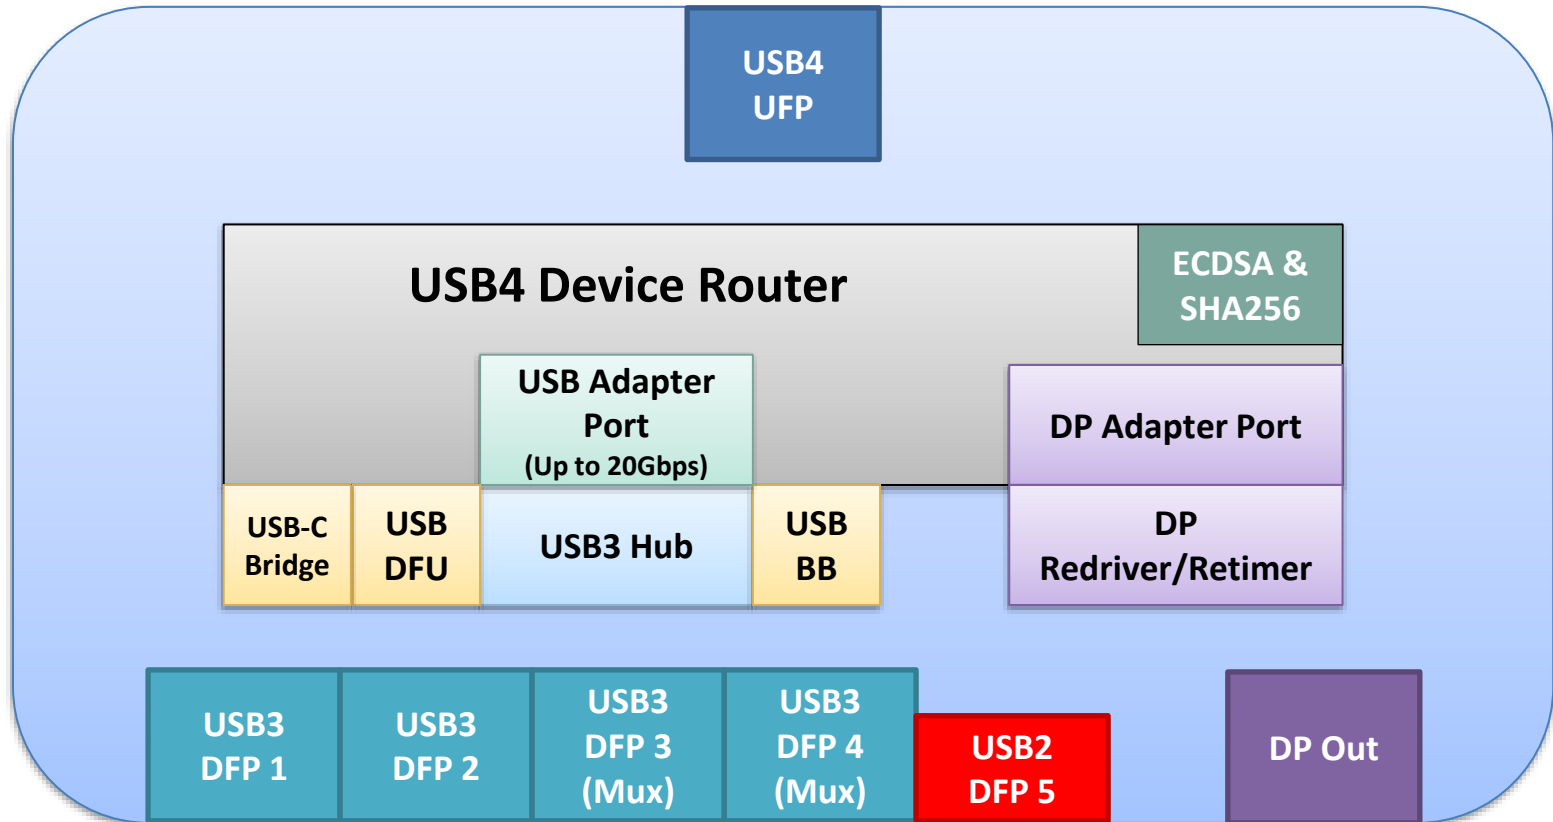 USB4
UFP
USB4 Device Router
ECDSA &
SHA256
USB Adapter
Port
(Up to 20Gbps)
DP Adapter Port
USB-C
Bridge
USB
DFU
USB3 Hub
USB
BB
DP
Redriver/Retimer
USB3
DFP 1
USB3
DFP 2
USB3
DFP 3
(Mux)
USB3
DFP 4
(Mux)
USB2
DFP 5
DP Out